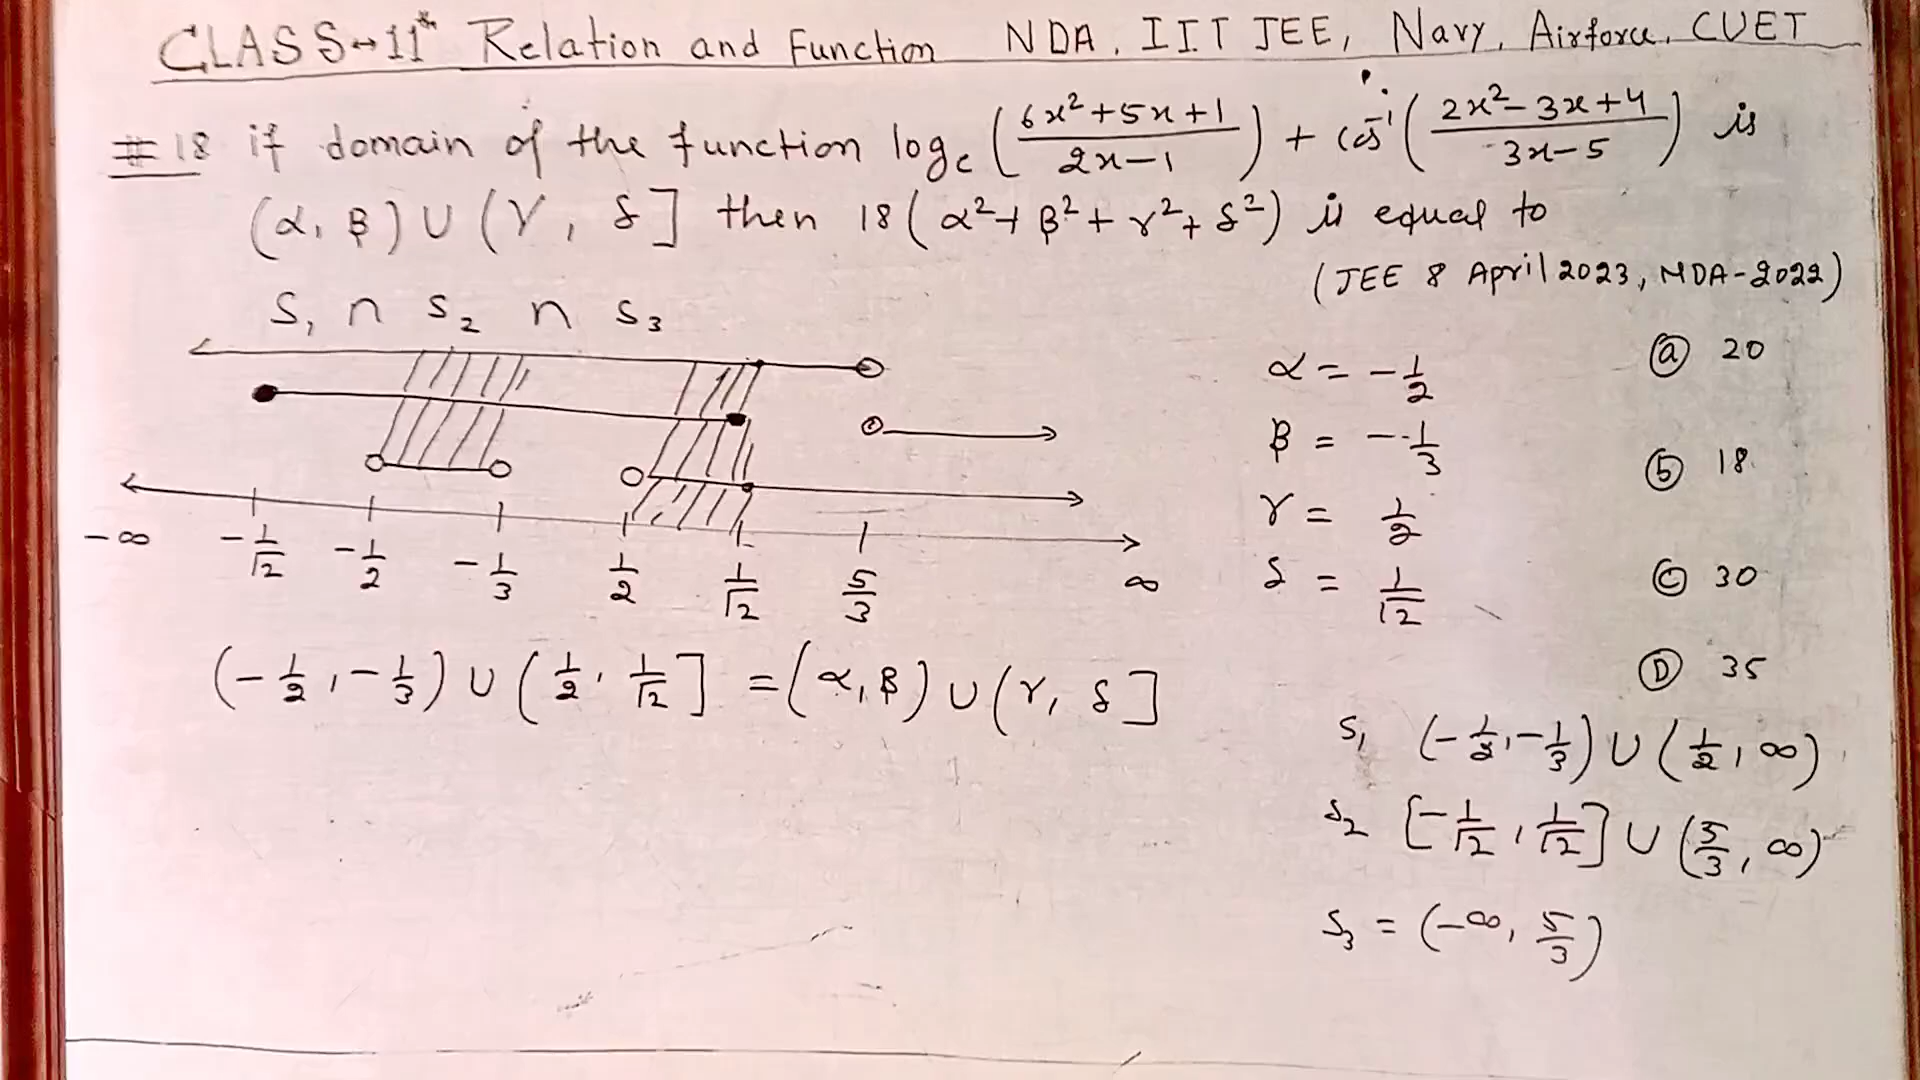 CLASS-11* Relation and Function NDA, IIT JEE, Navy, Airforce, CUET
#18 if domain of the function log_e ((6x²+5x+1)/(2x-1)) + cos⁻¹ ((2x²-3x+4)/(3x-5)) is
(α, β) ∪ (γ, δ] then 18(α²+β²+γ²+δ²) is equal to
(JEE 8 April 2023, NDA-2022)
S₁ ∩ S₂ ∩ S₃
-∞ -1/√2 -1/2 -1/3 1/2 1/√2 5/3 ∞
(-1/2, -1/3) ∪ (1/2, 1/√2] = (α, β) ∪ (γ, δ]
α = -1/2
β = -1/3
γ = 1/2
δ = 1/√2
ⓐ 20
ⓑ 18
ⓒ 30
Ⓓ 35
S₁ (-1/2, -1/3) ∪ (1/2, ∞)
S₂ [-1/√2, 1/√2] ∪ (5/3, ∞)
S₃ = (-∞, 5/3)